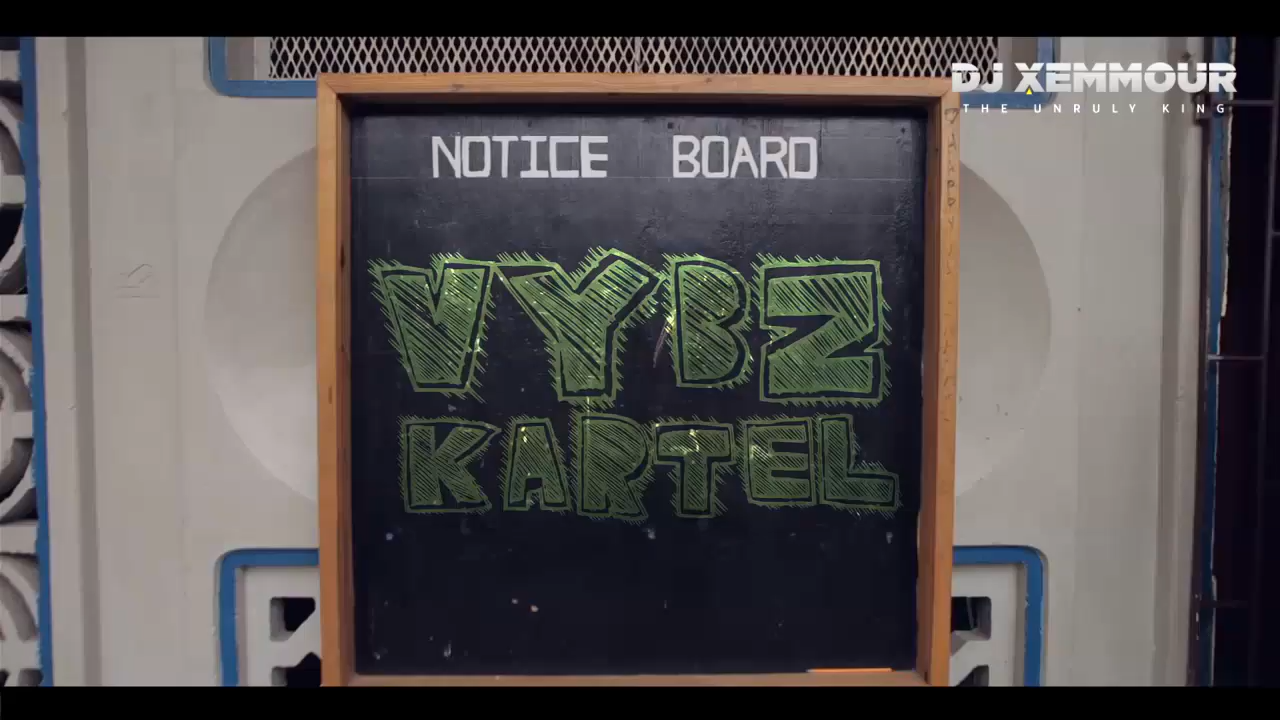 DJ XEMMOUR
THE UNRULY KING
NOTICE BOARD
VYBZ
KARTEL